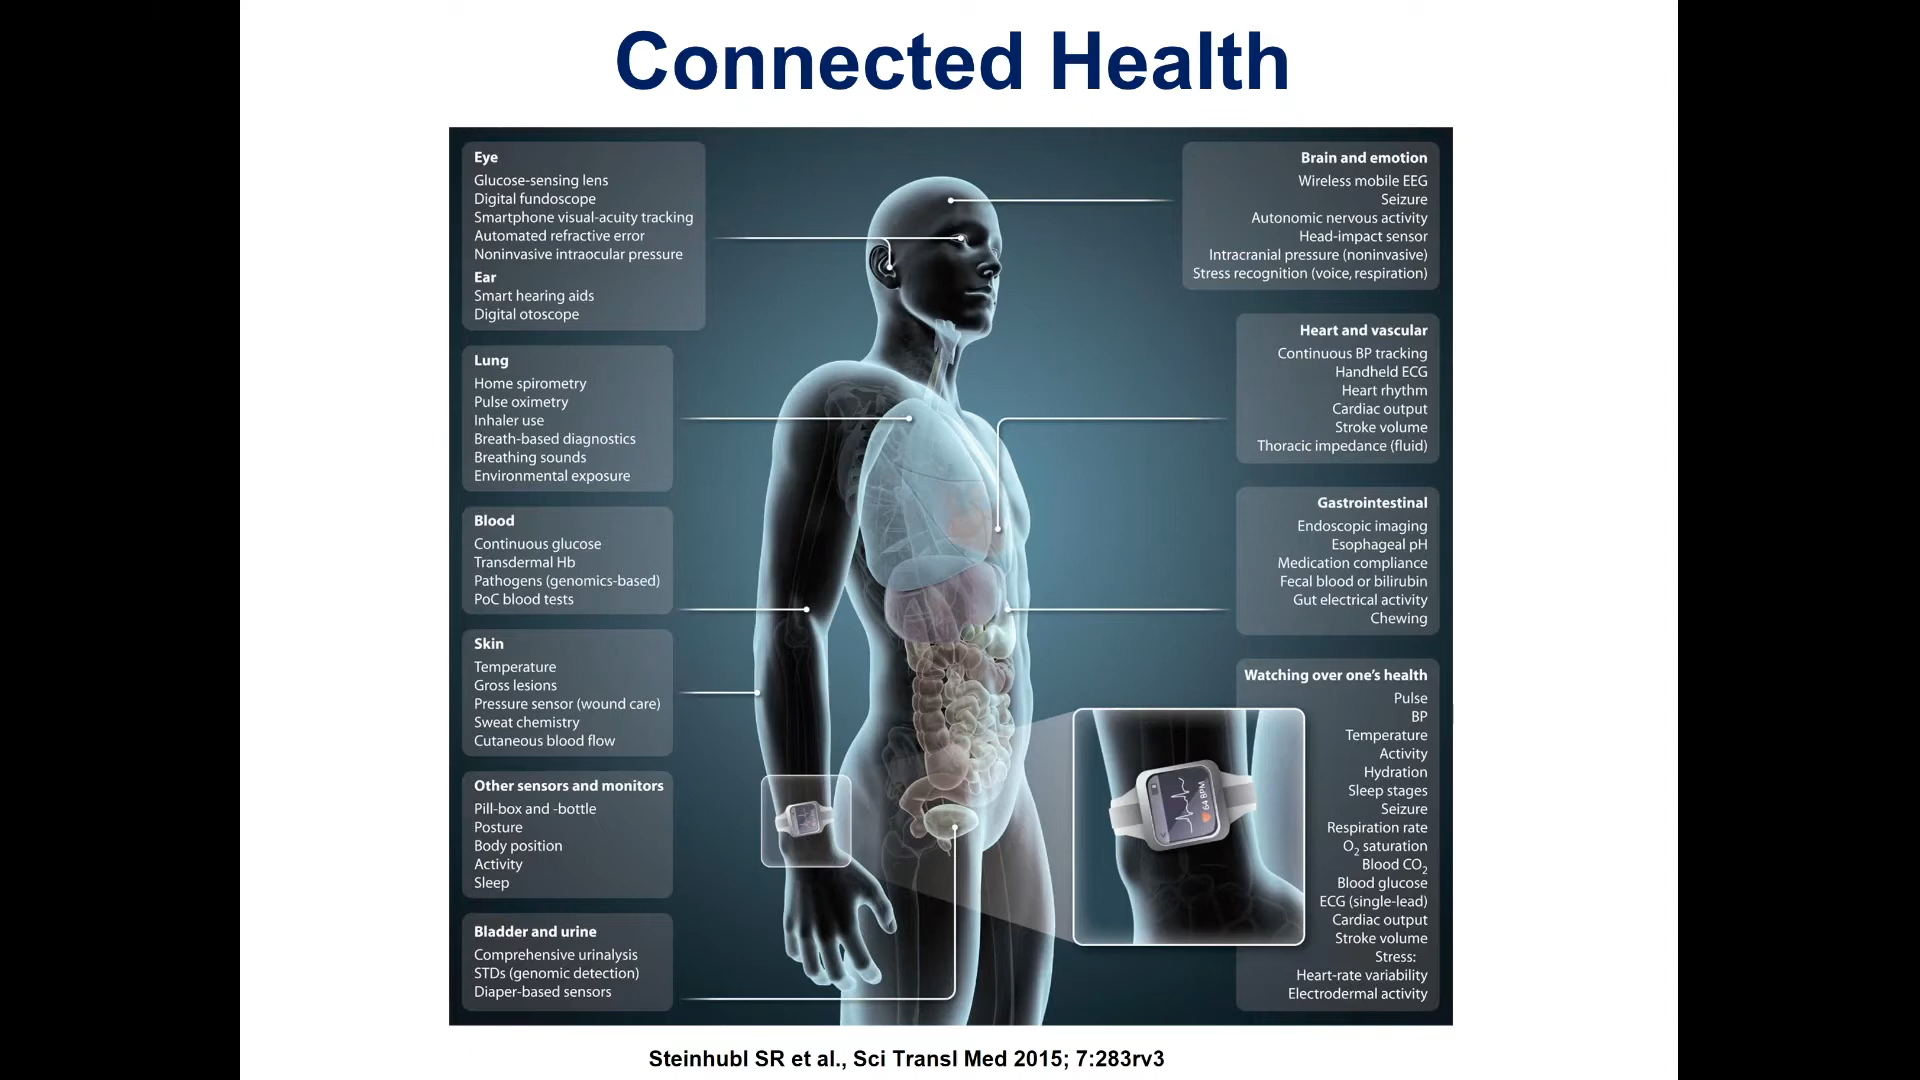 Connected Health
Eye
Glucose-sensing lens
Digital fundoscope
Smartphone visual-acuity tracking
Automated refractive error
Noninvasive intraocular pressure
Ear
Smart hearing aids
Digital otoscope
Lung
Home spirometry
Pulse oximetry
Inhaler use
Breath-based diagnostics
Breathing sounds
Environmental exposure
Blood
Continuous glucose
Transdermal Hb
Pathogens (genomics-based)
PoC blood tests
Skin
Temperature
Gross lesions
Pressure sensor (wound care)
Sweat chemistry
Cutaneous blood flow
Other sensors and monitors
Pill-box and -bottle
Posture
Body position
Activity
Sleep
Bladder and urine
Comprehensive urinalysis
STDs (genomic detection)
Diaper-based sensors
Brain and emotion
Wireless mobile EEG
Seizure
Autonomic nervous activity
Head-impact sensor
Intracranial pressure (noninvasive)
Stress recognition (voice, respiration)
Heart and vascular
Continuous BP tracking
Handheld ECG
Heart rhythm
Cardiac output
Stroke volume
Thoracic impedance (fluid)
Gastrointestinal
Endoscopic imaging
Esophageal pH
Medication compliance
Fecal blood or bilirubin
Gut electrical activity
Chewing
Watching over one's health
Pulse
BP
Temperature
Activity
Hydration
Sleep stages
Seizure
Respiration rate
O₂ saturation
Blood CO₂
Blood glucose
ECG (single-lead)
Cardiac output
Stroke volume
Stress:
Heart-rate variability
Electrodermal activity
64 BPM
Steinhubl SR et al., Sci Transl Med 2015; 7:283rv3